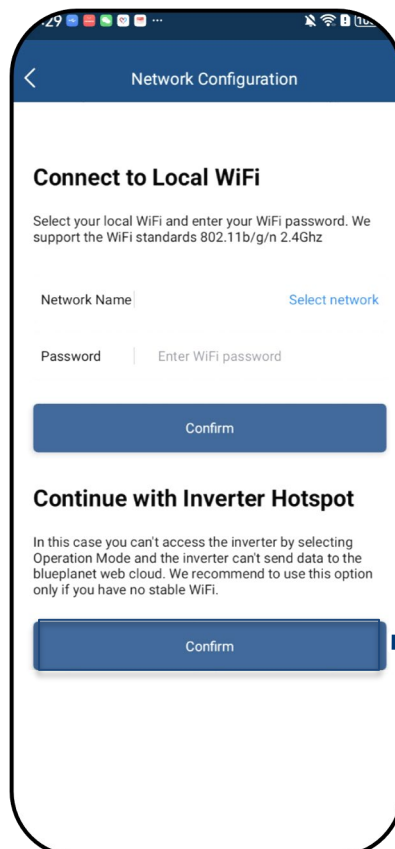 :29
Network Configuration
Connect to Local WiFi
Select your local WiFi and enter your WiFi password. We
support the WiFi standards 802.11b/g/n 2.4Ghz
Network Name Select network
Password Enter WiFi password
Confirm
Continue with Inverter Hotspot
In this case you can't access the inverter by selecting
Operation Mode and the inverter can't send data to the
blueplanet web cloud. We recommend to use this option
only if you have no stable WiFi.
Confirm